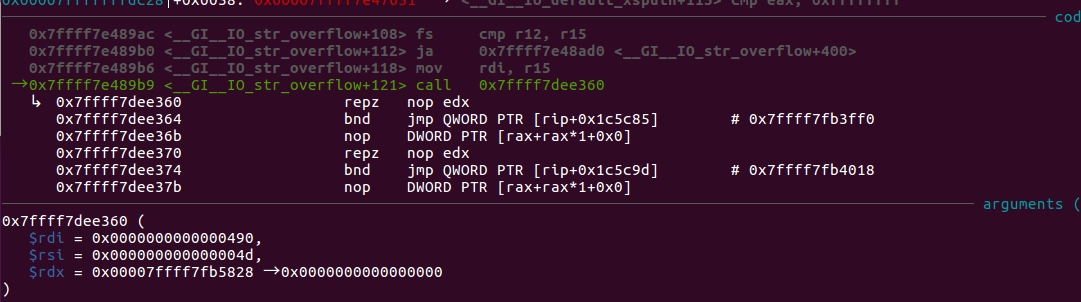 0x00007fffffffdc28│+0x0038: 0x00007ffff7e47031 → <__GI__IO_default_xsputn+113> cmp eax, 0xffffffff
cod
0x7ffff7e489ac <__GI__IO_str_overflow+108> fs cmp r12, r15
0x7ffff7e489b0 <__GI__IO_str_overflow+112> ja 0x7ffff7e48ad0 <__GI__IO_str_overflow+400>
0x7ffff7e489b6 <__GI__IO_str_overflow+118> mov rdi, r15
→0x7ffff7e489b9 <__GI__IO_str_overflow+121> call 0x7ffff7dee360
↳ 0x7ffff7dee360 repz nop edx
0x7ffff7dee364 bnd jmp QWORD PTR [rip+0x1c5c85] # 0x7ffff7fb3ff0
0x7ffff7dee36b nop DWORD PTR [rax+rax*1+0x0]
0x7ffff7dee370 repz nop edx
0x7ffff7dee374 bnd jmp QWORD PTR [rip+0x1c5c9d] # 0x7ffff7fb4018
0x7ffff7dee37b nop DWORD PTR [rax+rax*1+0x0]
arguments (
0x7ffff7dee360 (
$rdi = 0x0000000000000490,
$rsi = 0x000000000000004d,
$rdx = 0x00007ffff7fb5828 →0x0000000000000000
)